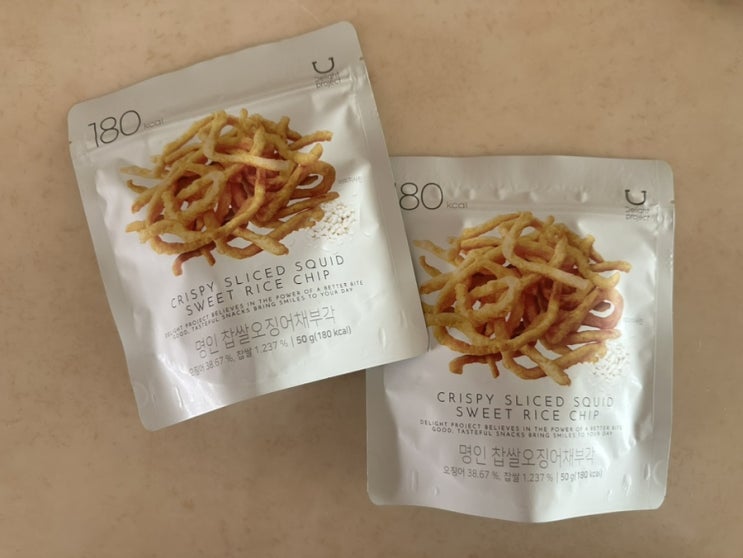 180 kcal
Delight
project
CRISPY SLICED SQUID
SWEET RICE CHIP
DELIGHT PROJECT BELIEVES IN THE POWER OF A BETTER BITE
GOOD, TASTEFUL SNACKS BRING SMILES TO YOUR DAY
명인 찹쌀오징어채부각
오징어 38.67 %, 찹쌀 1.237 % | 50 g(180 kcal)
80 kcal
Delight
project
CRISPY SLICED SQUID
SWEET RICE CHIP
DELIGHT PROJECT BELIEVES IN THE POWER OF A BETTER BITE
GOOD, TASTEFUL SNACKS BRING SMILES TO YOUR DAY
명인 찹쌀오징어채부각
오징어 38.67 %, 찹쌀 1.237 % | 50 g(180 kcal)